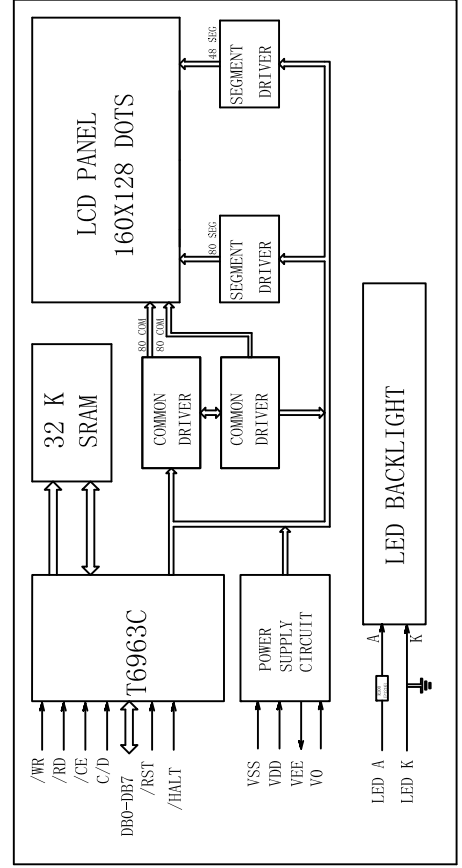 /WR
/RD
/CE
C/D
DB0-DB7
/RST
/HALT
T6963C
32 K
SRAM
LCD PANEL
160X128 DOTS
80 COM
80 COM
COMMON
DRIVER
COMMON
DRIVER
80 SEG
SEGMENT
DRIVER
48 SEG
SEGMENT
DRIVER
VSS
VDD
VEE
VO
POWER
SUPPLY
CIRCUIT
LED A
LED K
A
K
LED BACKLIGHT